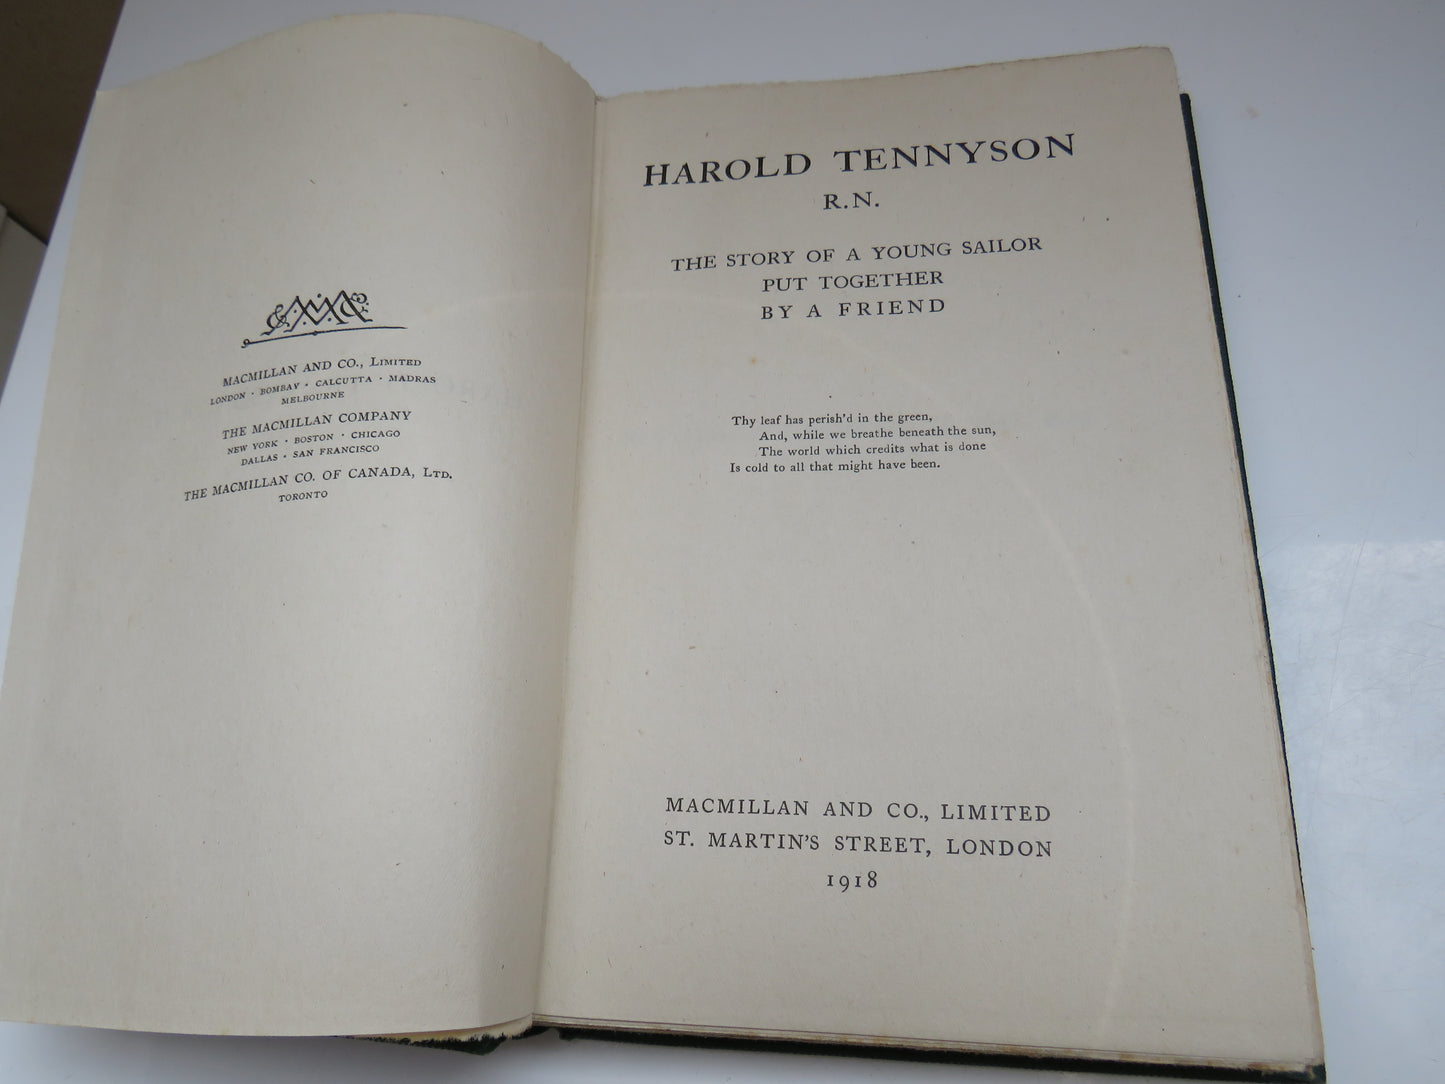 MACMILLAN AND CO., LIMITED
LONDON · BOMBAY · CALCUTTA · MADRAS
MELBOURNE
THE MACMILLAN COMPANY
NEW YORK · BOSTON · CHICAGO
DALLAS · SAN FRANCISCO
THE MACMILLAN CO. OF CANADA, LTD.
TORONTO
HAROLD TENNYSON
R.N.
THE STORY OF A YOUNG SAILOR
PUT TOGETHER
BY A FRIEND
Thy leaf has perish'd in the green,
And, while we breathe beneath the sun,
The world which credits what is done
Is cold to all that might have been.
MACMILLAN AND CO., LIMITED
ST. MARTIN'S STREET, LONDON
1918